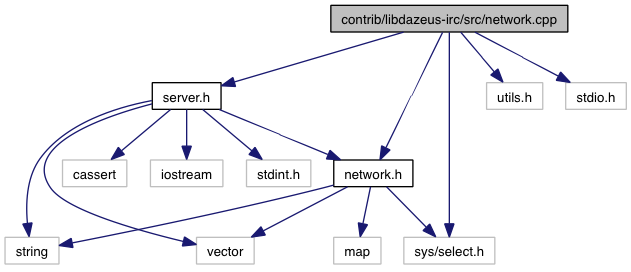 contrib/libdazeus-irc/src/network.cpp
server.h
utils.h
stdio.h
cassert
iostream
stdint.h
network.h
string
vector
map
sys/select.h